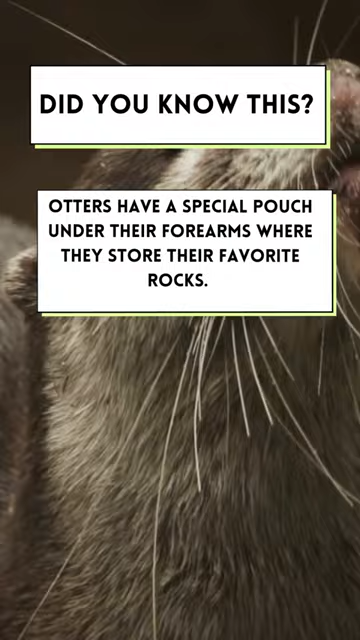 DID YOU KNOW THIS?
OTTERS HAVE A SPECIAL POUCH
UNDER THEIR FOREARMS WHERE
THEY STORE THEIR FAVORITE
ROCKS.